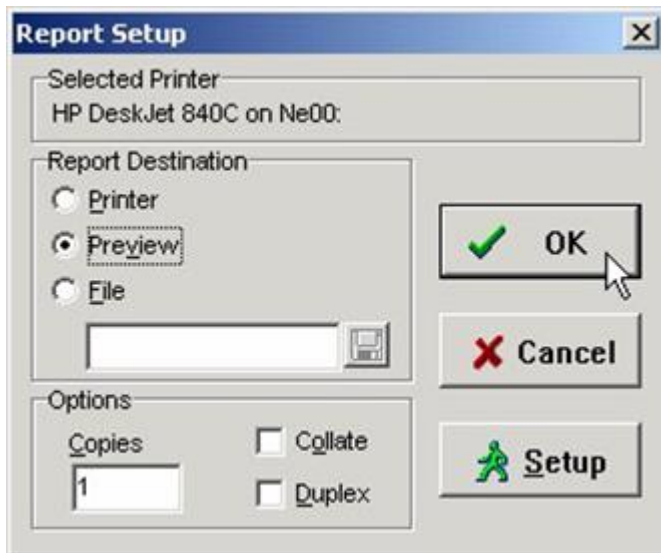 Report Setup
Selected Printer
HP DeskJet 840C on Ne00:
Report Destination
Printer
Preview
File
OK
Cancel
Options
Copies
1
Collate
Duplex
Setup